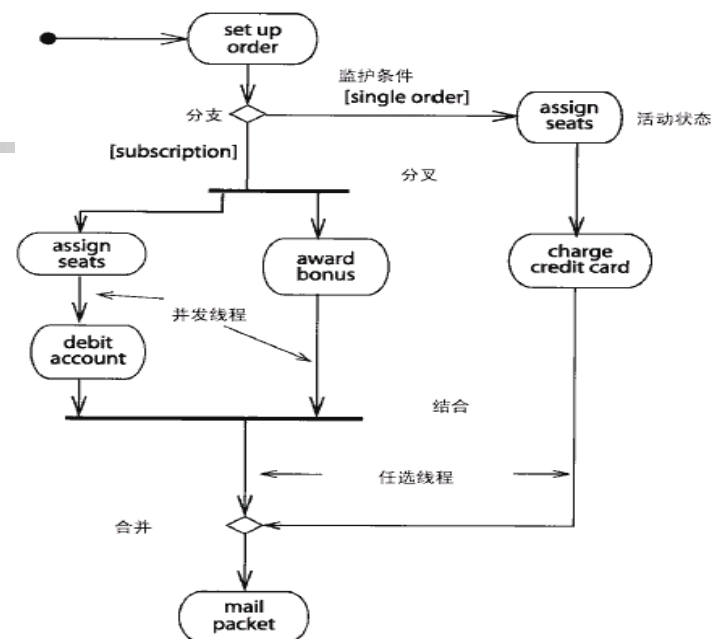 set up
order
监护条件
[single order]
分支
assign
seats
活动状态
[subscription]
分叉
assign
seats
award
bonus
charge
credit card
并发线程
debit
account
结合
任选线程
合并
mail
packet